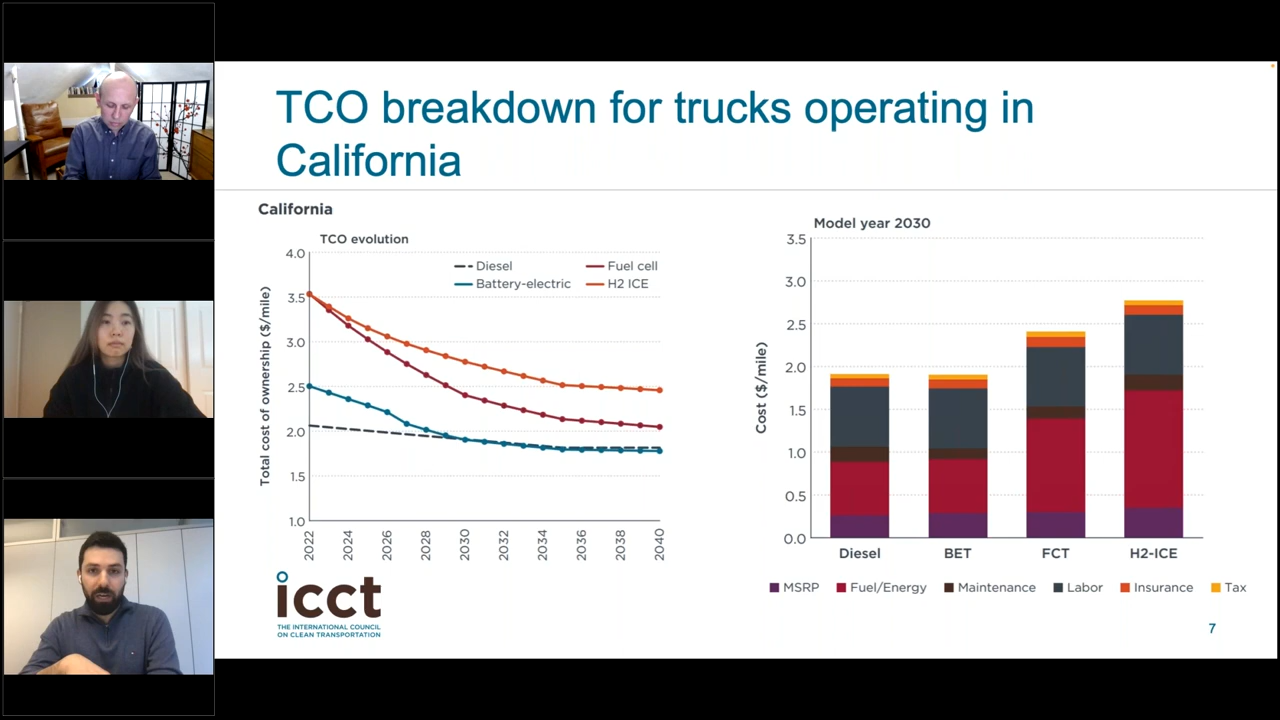 TCO breakdown for trucks operating in
California
California
TCO evolution
Total cost of ownership ($/mile)
4.0
3.5
3.0
2.5
2.0
1.5
1.0
Diesel
Fuel cell
Battery-electric
H2 ICE
2022
2024
2026
2028
2030
2032
2034
2036
2038
2040
Model year 2030
Cost ($/mile)
3.5
3.0
2.5
2.0
1.5
1.0
0.5
0.0
Diesel
BET
FCT
H2-ICE
MSRP
Fuel/Energy
Maintenance
Labor
Insurance
Tax
icct
THE INTERNATIONAL COUNCIL
ON CLEAN TRANSPORTATION
7